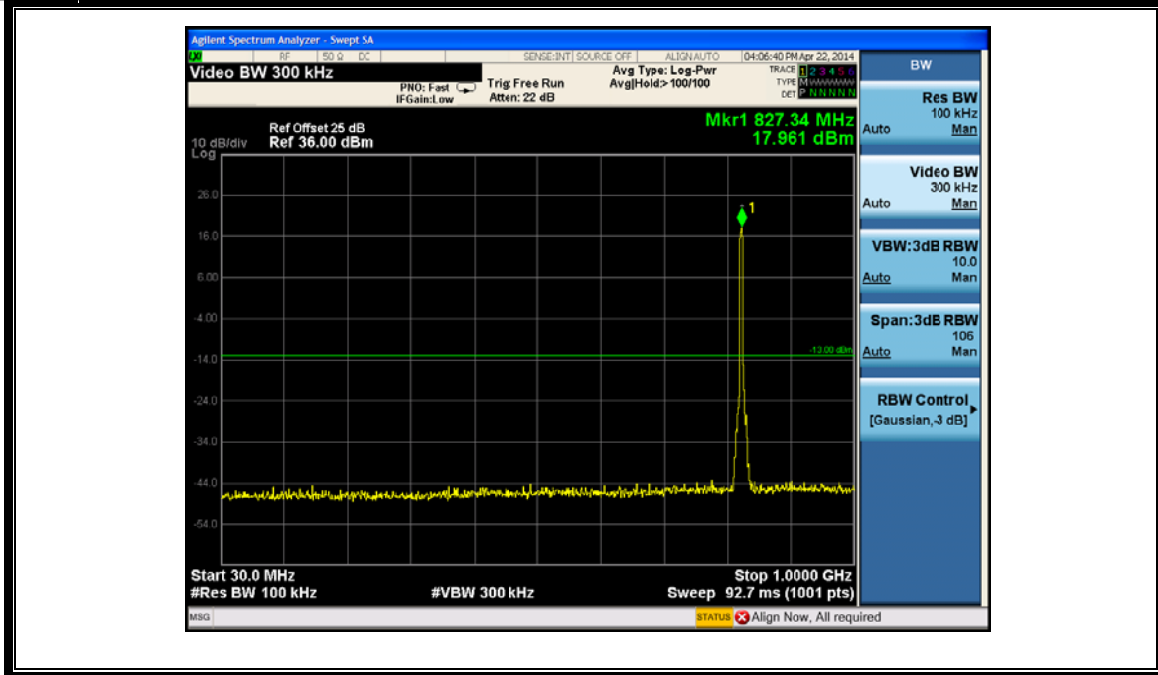 Agilent Spectrum Analyzer - Swept SA
RF 50 Ω DC SENSE:INT SOURCE OFF ALIGN AUTO 04:06:40 PM Apr 22, 2014
Video BW 300 kHz
PNO: Fast
IFGain:Low
Trig Free Run
Atten: 22 dB
Avg Type: Log-Pwr
Avg|Hold>100/100
TRACE 1 2 3 4 5 6
TYPE M
DET P N N N N N
Mkr1 827.34 MHz
17.961 dBm
Ref Offset 25 dB
10 dB/div Ref 36.00 dBm
Log
26.0
1
16.0
6.00
-4.00
-13.00 dBm
-14.0
-24.0
-34.0
-44.0
-54.0
Start 30.0 MHz
Stop 1.0000 GHz
#Res BW 100 kHz
#VBW 300 kHz
Sweep 92.7 ms (1001 pts)
MSG
STATUS Align Now, All required
BW
Res BW
100 kHz
Auto Man
Video BW
300 kHz
Auto Man
VBW:3dB RBW
10.0
Auto Man
Span:3dB RBW
106
Auto Man
RBW Control
[Gaussian,-3 dB]